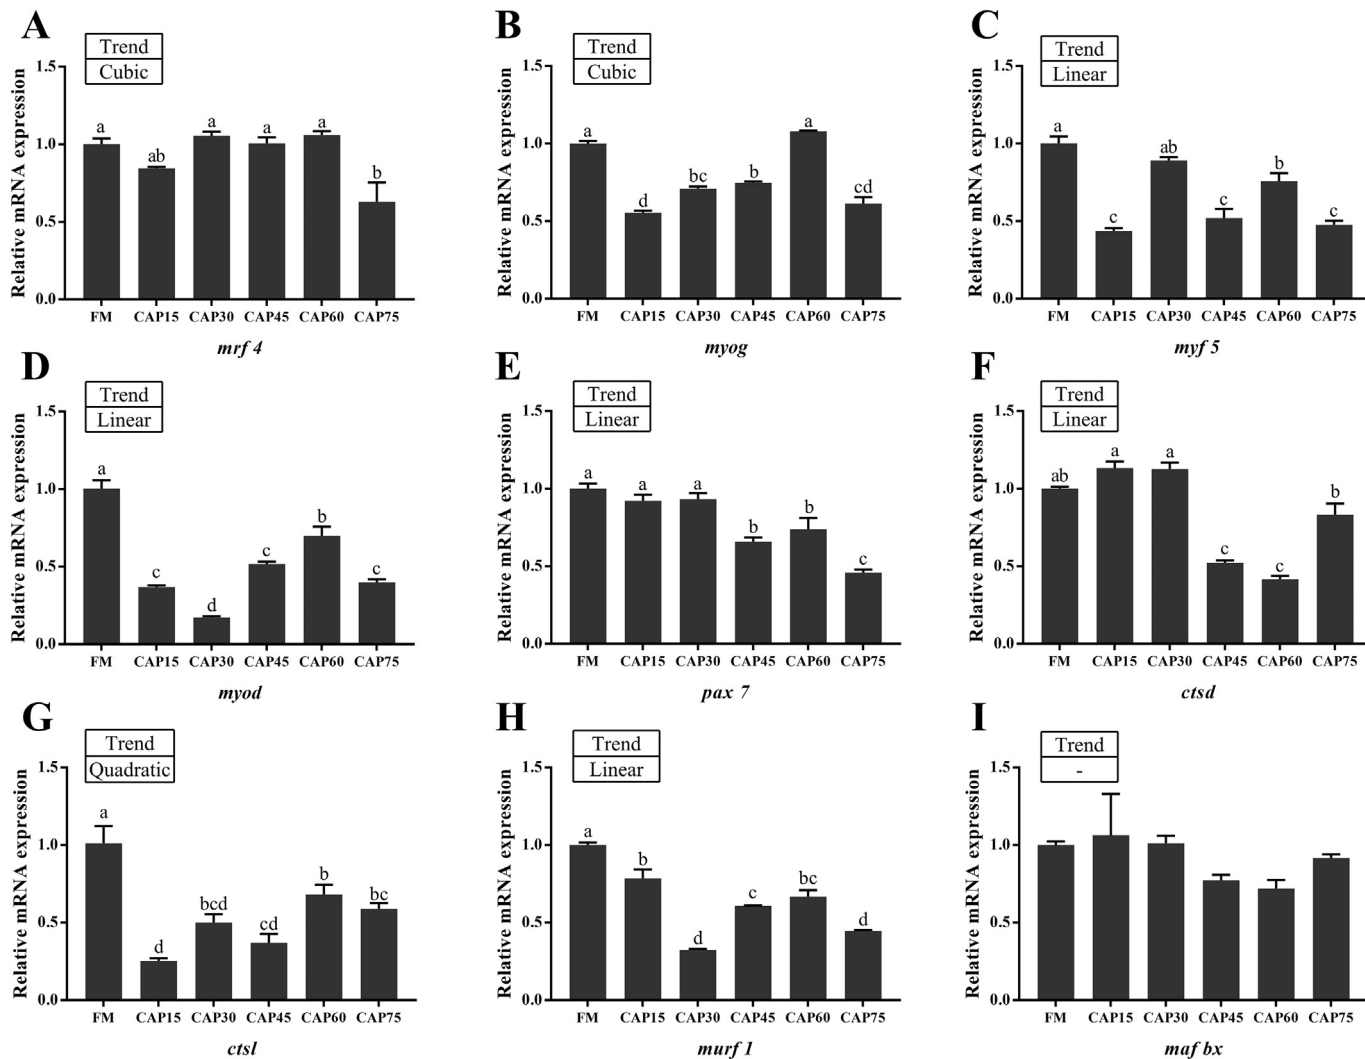 A
Trend
Cubic
Relative mRNA expression
1.5
1.0
0.5
0.0
a
ab
a
a
a
b
FM CAP15 CAP30 CAP45 CAP60 CAP75
mrf 4
B
Trend
Cubic
Relative mRNA expression
1.5
1.0
0.5
0.0
a
d
bc
b
a
cd
FM CAP15 CAP30 CAP45 CAP60 CAP75
myog
C
Trend
Linear
Relative mRNA expression
1.5
1.0
0.5
0.0
a
c
ab
c
b
c
FM CAP15 CAP30 CAP45 CAP60 CAP75
myf 5
D
Trend
Linear
Relative mRNA expression
1.5
1.0
0.5
0.0
a
c
d
c
b
c
FM CAP15 CAP30 CAP45 CAP60 CAP75
myod
E
Trend
Linear
Relative mRNA expression
1.5
1.0
0.5
0.0
a
a
a
b
b
c
FM CAP15 CAP30 CAP45 CAP60 CAP75
pax 7
F
Trend
Linear
Relative mRNA expression
1.5
1.0
0.5
0.0
ab
a
a
c
c
b
FM CAP15 CAP30 CAP45 CAP60 CAP75
ctsd
G
Trend
Quadratic
Relative mRNA expression
1.5
1.0
0.5
0.0
a
d
bcd
cd
b
bc
FM CAP15 CAP30 CAP45 CAP60 CAP75
ctsl
H
Trend
Linear
Relative mRNA expression
1.5
1.0
0.5
0.0
a
b
d
c
bc
d
FM CAP15 CAP30 CAP45 CAP60 CAP75
murf 1
I
Trend
-
Relative mRNA expression
1.5
1.0
0.5
0.0
FM CAP15 CAP30 CAP45 CAP60 CAP75
maf bx